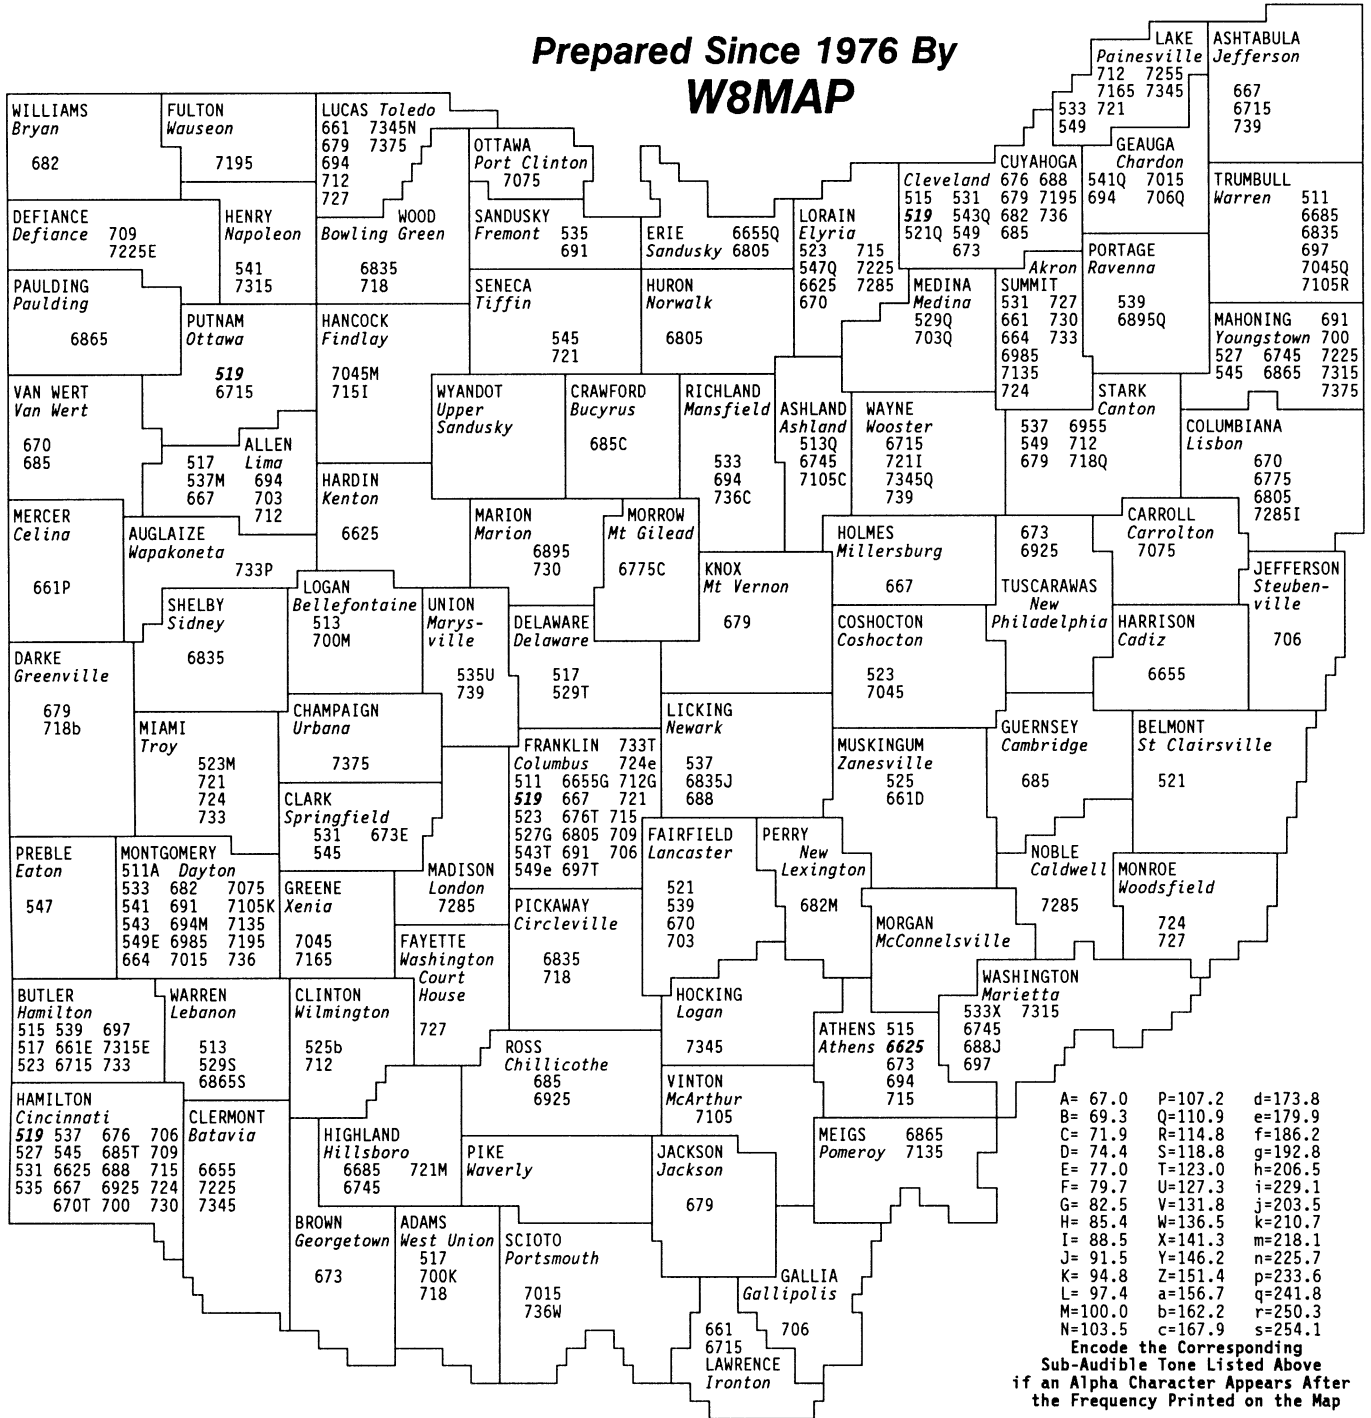 Prepared Since 1976 By
W8MAP
LAKE
Painesville
712 7255
7165 7345
533 721
549
ASHTABULA
Jefferson
667
6715
739
WILLIAMS
Bryan
682
FULTON
Wauseon
7195
LUCAS Toledo
661 7345N
679 7375
694
712
727
OTTAWA
Port Clinton
7075
CUYAHOGA
Cleveland 676 688
515 531 679 7195
519 543Q 682 736
521Q 549 685
673
GEAUGA
Chardon
541Q 7015
694 706Q
TRUMBULL
Warren 511
6685
6835
697
7045Q
7105R
DEFIANCE
Defiance 709
7225E
HENRY
Napoleon
541
7315
WOOD
Bowling Green
6835
718
SANDUSKY
Fremont 535
691
ERIE 6655Q
Sandusky 6805
LORAIN
Elyria
523 715
547Q 7225
6625 7285
670
PORTAGE
Ravenna
539
6895Q
PAULDING
Paulding
6865
PUTNAM
Ottawa
519
6715
HANCOCK
Findlay
7045M
715I
SENECA
Tiffin
545
721
HURON
Norwalk
6805
MEDINA
Medina
529Q
703Q
Akron
SUMMIT
531 727
661 730
664 733
6985
7135
724
MAHONING 691
Youngstown 700
527 6745 7225
545 6865 7315
7375
VAN WERT
Van Wert
670
685
ALLEN
517 Lima
537M 694
667 703
712
WYANDOT
Upper
Sandusky
CRAWFORD
Bucyrus
685C
RICHLAND
Mansfield
533
694
736C
ASHLAND
Ashland
513Q
6745
7105C
WAYNE
Wooster
6715
721I
7345Q
739
STARK
Canton
537 6955
549 712
679 718Q
COLUMBIANA
Lisbon
670
6775
6805
7285I
HARDIN
Kenton
6625
MERCER
Celina
661P
AUGLAIZE
Wapakoneta
733P
MARION
Marion
6895
730
MORROW
Mt Gilead
6775C
KNOX
Mt Vernon
679
HOLMES
Millersburg
667
673
6925
TUSCARAWAS
New
Philadelphia
CARROLL
Carrolton
7075
JEFFERSON
Steuben-
ville
706
SHELBY
Sidney
6835
LOGAN
Bellefontaine
513
700M
UNION
Marys-
ville
535U
739
DELAWARE
Delaware
517
529T
COSHOCTON
Coshocton
523
7045
HARRISON
Cadiz
6655
DARKE
Greenville
679
718b
MIAMI
Troy
523M
721
724
733
CHAMPAIGN
Urbana
7375
FRANKLIN 733T
Columbus 724e
511 6655G 712G
519 667 721
523 676T 715
527G 6805 709
543T 691 706
549e 697T
LICKING
Newark
537
6835J
688
MUSKINGUM
Zanesville
525
661D
GUERNSEY
Cambridge
685
BELMONT
St Clairsville
521
CLARK
Springfield
531 673E
545
PREBLE
Eaton
547
MONTGOMERY
511A Dayton
533 682 7075
541 691 7105K
543 694M 7135
549E 6985 7195
664 7015 736
GREENE
Xenia
7045
7165
MADISON
London
7285
FAIRFIELD
Lancaster
521
539
670
703
PERRY
New
Lexington
682M
NOBLE
Caldwell
7285
MONROE
Woodsfield
724
727
PICKAWAY
Circleville
6835
718
FAYETTE
Washington
Court
House
727
MORGAN
McConnelsville
BUTLER
Hamilton
515 539 697
517 661E 7315E
523 6715 733
WARREN
Lebanon
513
529S
6865S
CLINTON
Wilmington
525b
712
HOCKING
Logan
7345
WASHINGTON
Marietta
533X 7315
6745
688J
697
ATHENS 515
Athens 6625
673
694
715
ROSS
Chillicothe
685
6925
VINTON
McArthur
7105
HAMILTON
Cincinnati
519 537 676 706
527 545 685T 709
531 6625 688 715
535 667 6925 724
670T 700 730
CLERMONT
Batavia
6655
7225
7345
HIGHLAND
Hillsboro
6685 721M
6745
PIKE
Waverly
JACKSON
Jackson
679
MEIGS 6865
Pomeroy 7135
BROWN
Georgetown
673
ADAMS
West Union
517
700K
718
SCIOTO
Portsmouth
7015
736W
GALLIA
Gallipolis
706
661
6715
LAWRENCE
Ironton
A= 67.0 P=107.2 d=173.8
B= 69.3 Q=110.9 e=179.9
C= 71.9 R=114.8 f=186.2
D= 74.4 S=118.8 g=192.8
E= 77.0 T=123.0 h=206.5
F= 79.7 U=127.3 i=229.1
G= 82.5 V=131.8 j=203.5
H= 85.4 W=136.5 k=210.7
I= 88.5 X=141.3 m=218.1
J= 91.5 Y=146.2 n=225.7
K= 94.8 Z=151.4 p=233.6
L= 97.4 a=156.7 q=241.8
M=100.0 b=162.2 r=250.3
N=103.5 c=167.9 s=254.1
Encode the Corresponding
Sub-Audible Tone Listed Above
if an Alpha Character Appears After
the Frequency Printed on the Map